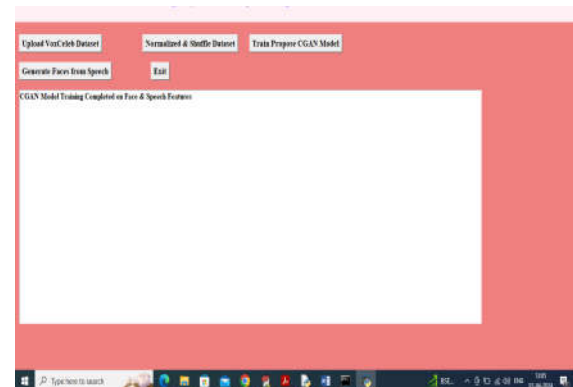 Upload VoxCeleb Dataset
Normalized & Shuffle Dataset
Train Propose CGAN Model
Generate Faces from Speech
Exit
CGAN Model Training Completed on Face & Speech Features
Type here to search